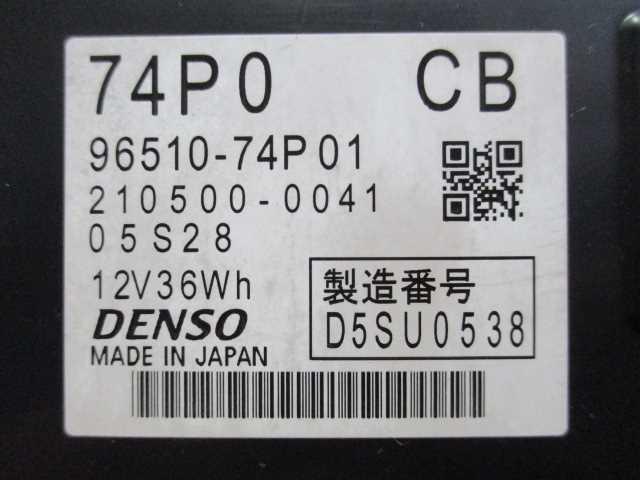 74P0 CB
96510-74P01
210500-0041
05S28
12V36Wh
製造番号
DENSO
D5SU0538
MADE IN JAPAN